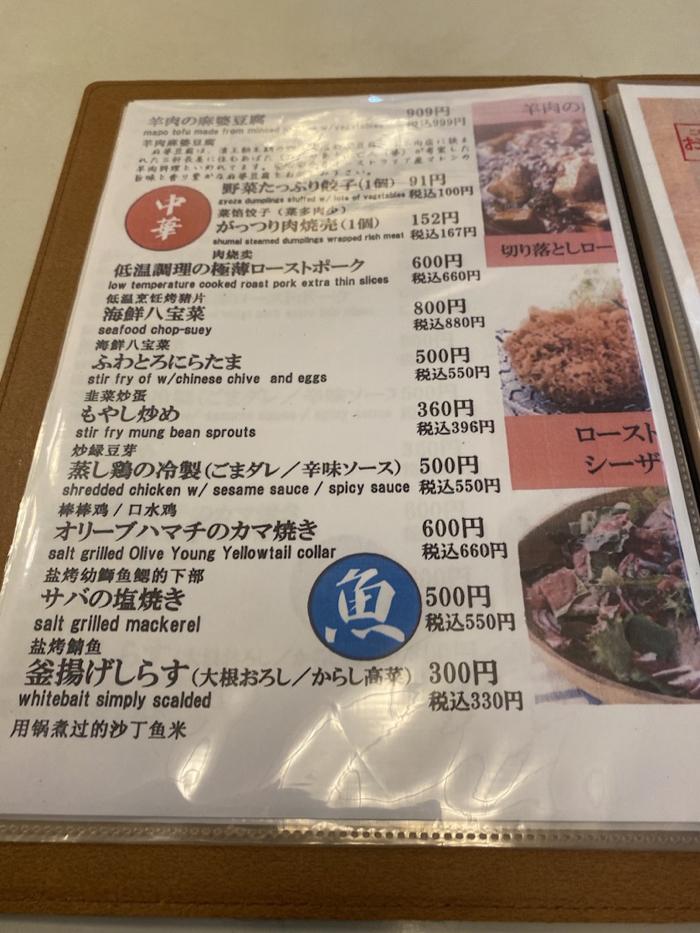 羊肉の麻婆豆腐 909円
mapo tofu made from minced w/vegetables 税込999円
羊肉麻婆豆腐
中華
野菜たっぷり餃子(1個) 91円
gyoza dumplings stuffed w/ lots of vegetables 税込100円
菜馅饺子(菜多肉少)
がっつり肉焼売(1個) 152円
shumai steamed dumplings wrapped rich meat 税込167円
肉烧卖
低温調理の極薄ローストポーク 600円
low temperature cooked roast pork extra thin slices 税込660円
低温烹饪烤猪片
海鮮八宝菜 800円
seafood chop-suey 税込880円
海鮮八宝菜
ふわとろにらたま 500円
stir fry of w/chinese chive and eggs 税込550円
韭菜炒蛋
もやし炒め 360円
stir fry mung bean sprouts 税込396円
炒緑豆芽
蒸し鶏の冷製(ごまダレ/辛味ソース) 500円
shredded chicken w/ sesame sauce / spicy sauce 税込550円
棒棒鸡/口水鸡
オリーブハマチのカマ焼き 600円
salt grilled Olive Young Yellowtail collar 税込660円
盐烤幼鰤鱼鳃的下部
魚
サバの塩焼き 500円
salt grilled mackerel 税込550円
盐烤鲭鱼
釜揚げしらす(大根おろし/からし高菜) 300円
whitebait simply scalded 税込330円
用锅煮过的沙丁鱼米
羊肉の
切り落としロー
ロースト
シーザ